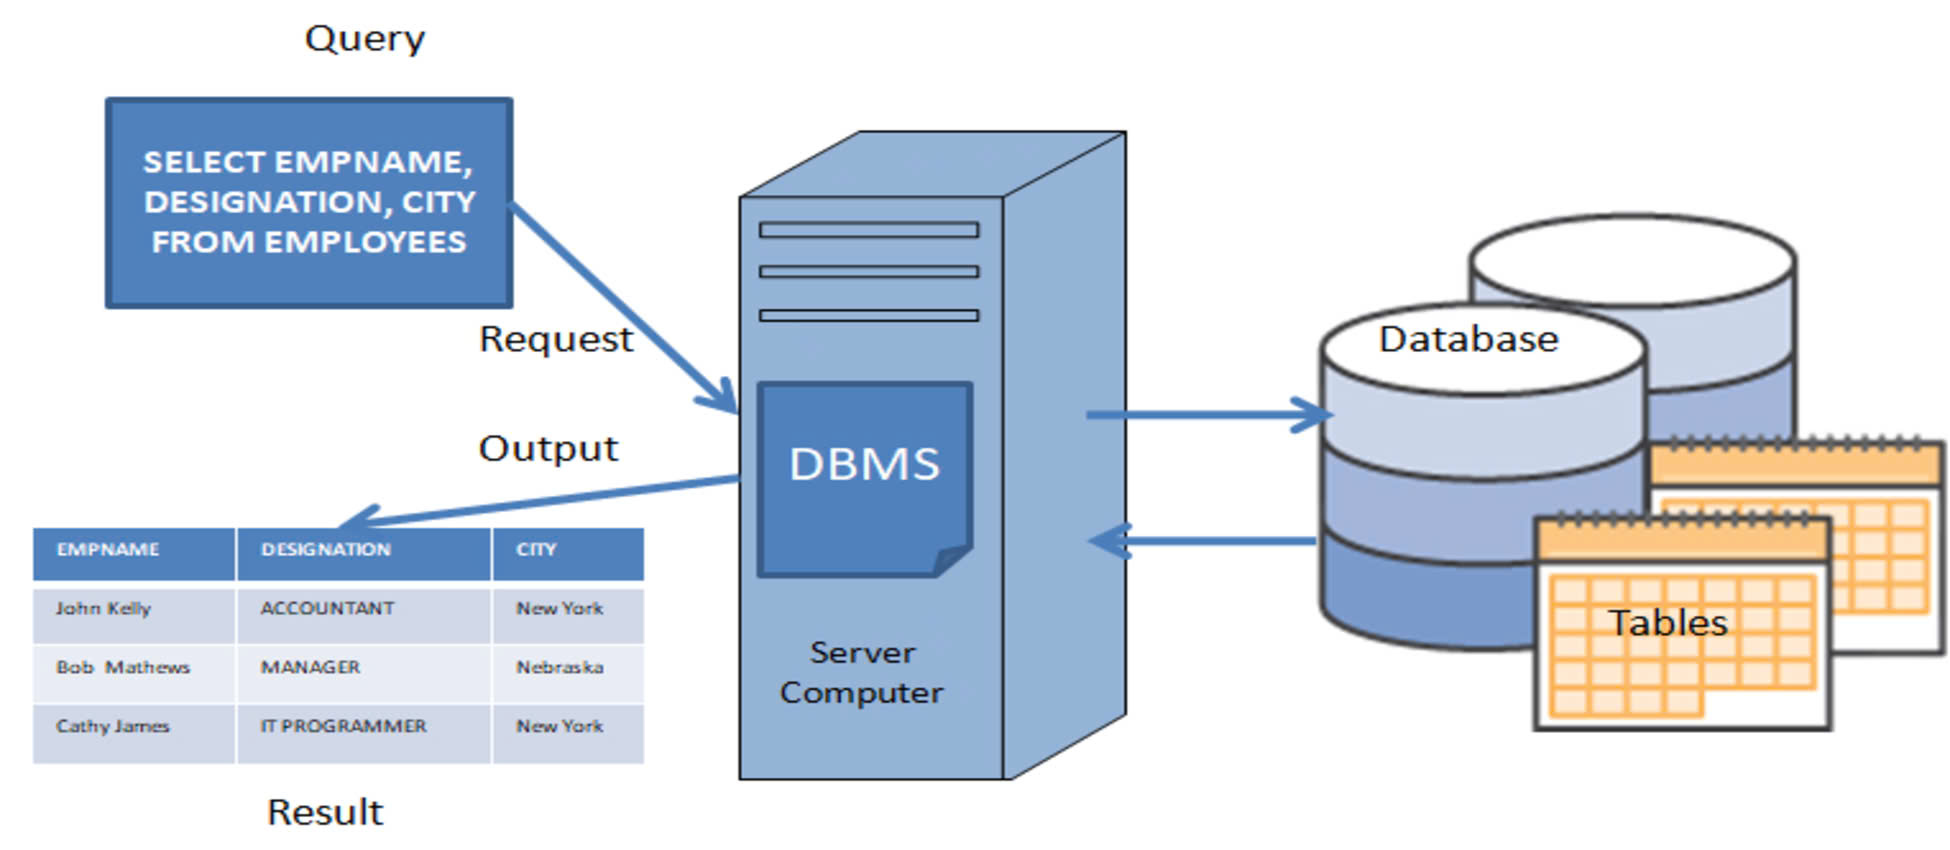 Query
SELECT EMPNAME,
DESIGNATION, CITY
FROM EMPLOYEES
Request
Output
EMPNAME DESIGNATION CITY
John Kelly ACCOUNTANT New York
Bob Mathews MANAGER Nebraska
Cathy James IT PROGRAMMER New York
Result
DBMS
Server
Computer
Database
Tables